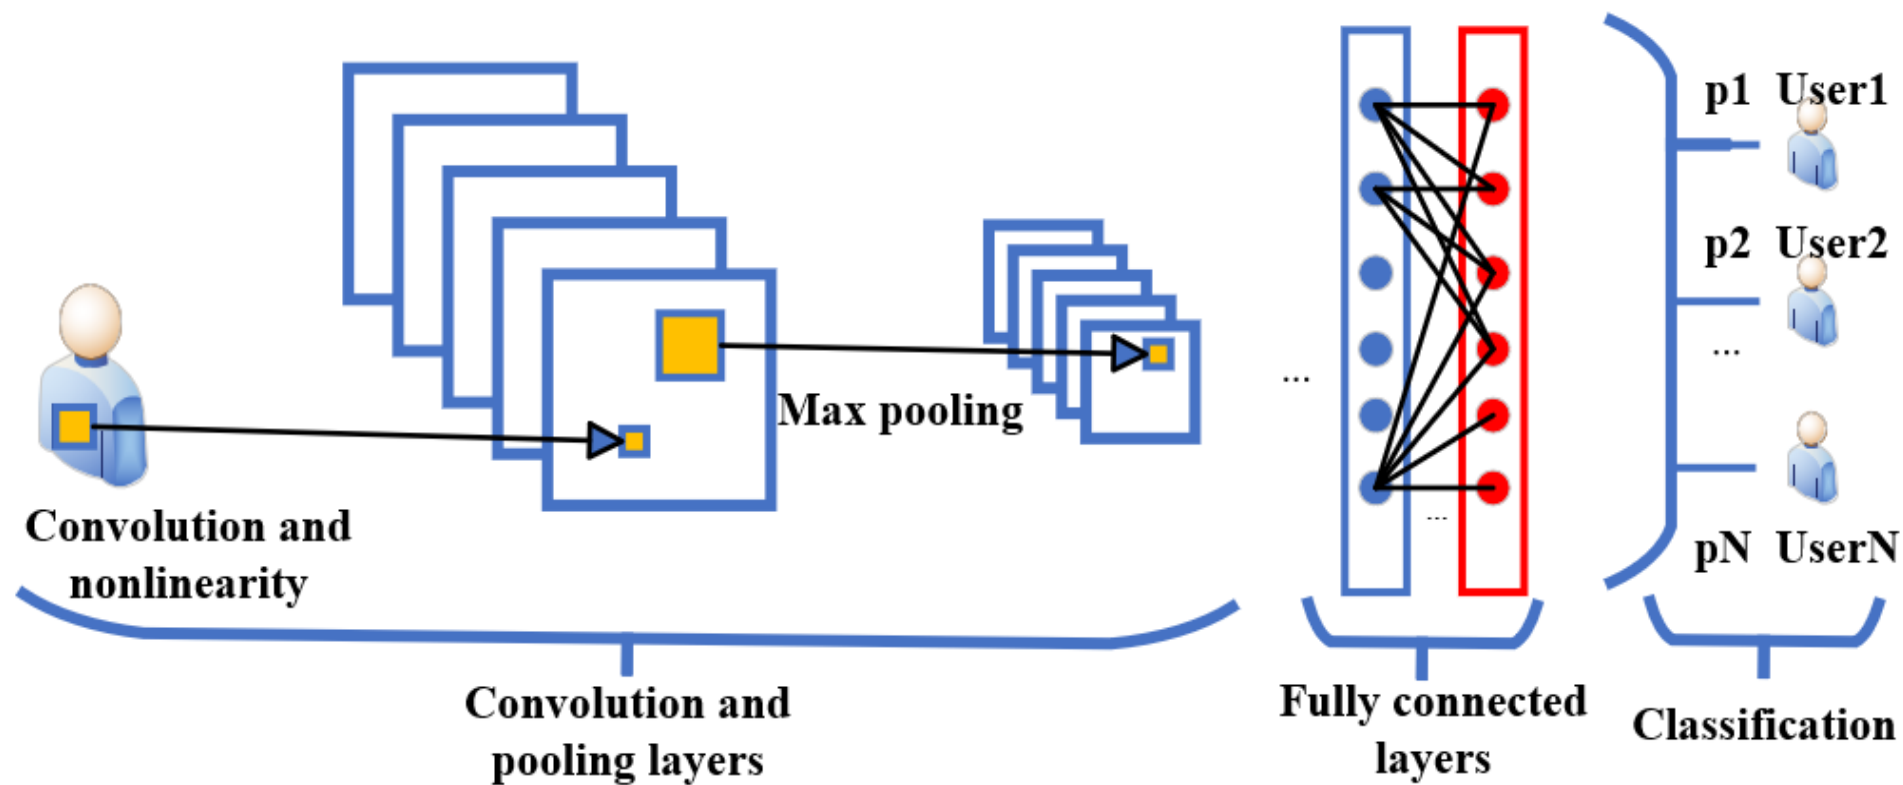 p1 User1
p2 User2
...
Max pooling
...
Convolution and
nonlinearity
...
pN UserN
Convolution and
pooling layers
Fully connected
layers
Classification